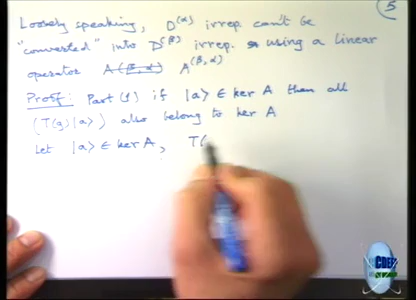 5
Loosely speaking, D^(α) irrep. can't be
"converted" into D^(β) irrep. using a linear
operator A(β,α) A^(β,α)
Proof: Part (1) if |a> ∈ ker A then all
(T(g)|a>) also belong to ker A
Let |a> ∈ ker A, T(